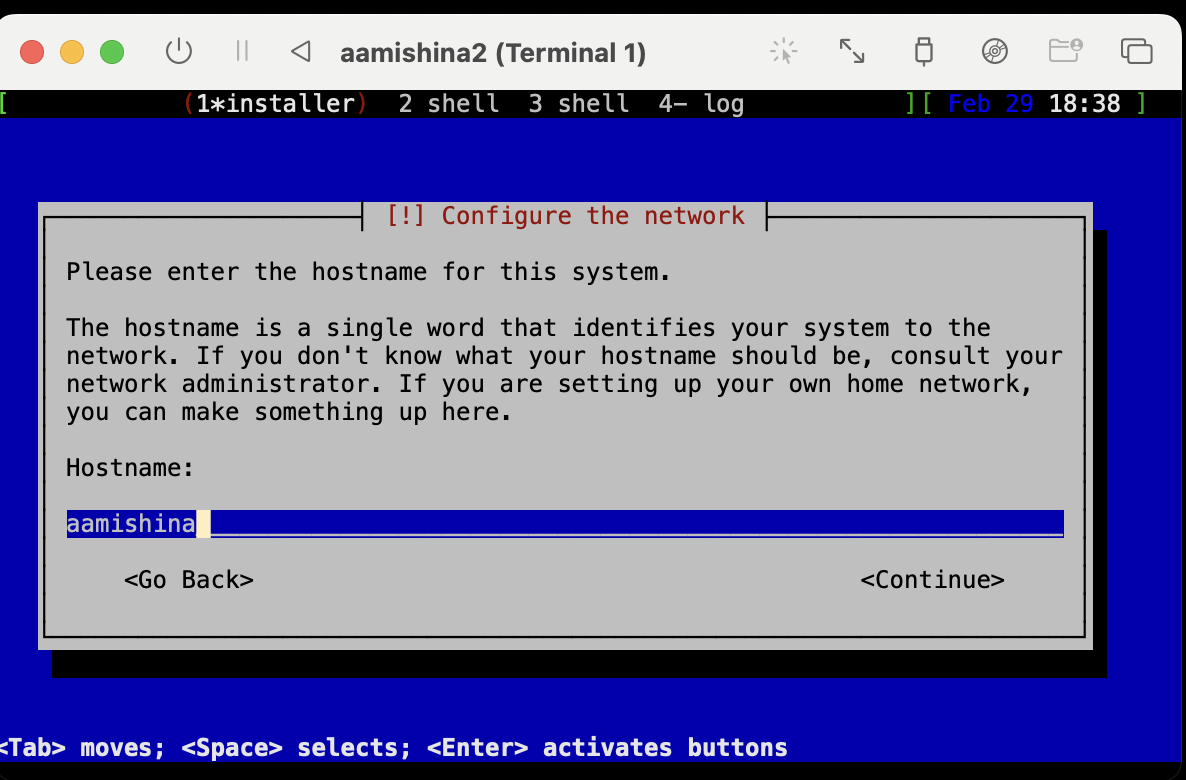 aamishina2 (Terminal 1)
[ (1*installer) 2 shell 3 shell 4- log ][ Feb 29 18:38 ]
[!] Configure the network
Please enter the hostname for this system.
The hostname is a single word that identifies your system to the
network. If you don't know what your hostname should be, consult your
network administrator. If you are setting up your own home network,
you can make something up here.
Hostname:
aamishina
<Go Back> <Continue>
<Tab> moves; <Space> selects; <Enter> activates buttons